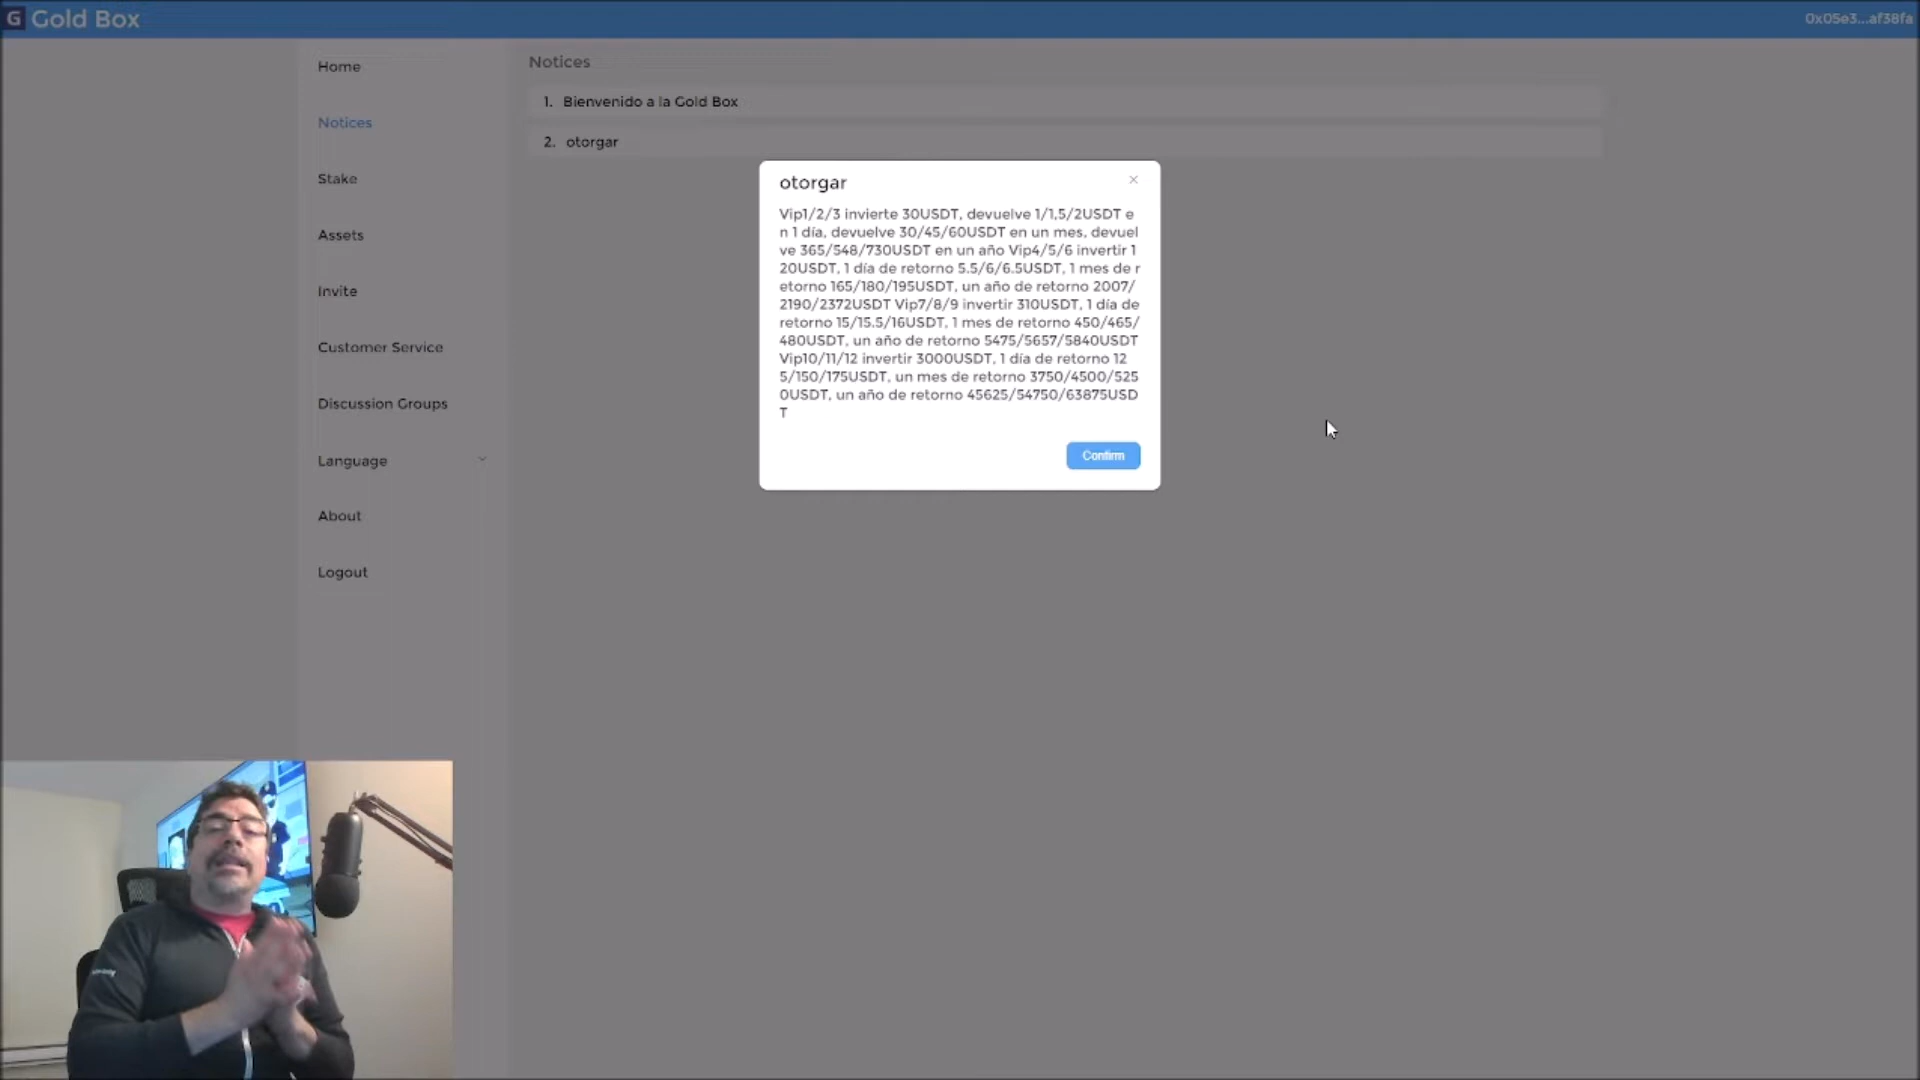 G Gold Box
0x05e3...af38fa
Home
Notices
Stake
Assets
Invite
Customer Service
Discussion Groups
Language
About
Logout
Notices
1. Bienvenido a la Gold Box
2. otorgar
otorgar
Vip1/2/3 invierte 30USDT, devuelve 1/1,5/2USDT e
n 1 día, devuelve 30/45/60USDT en un mes, devuel
ve 365/548/730USDT en un año Vip4/5/6 invertir 1
20USDT, 1 día de retorno 5.5/6/6.5USDT, 1 mes de r
etorno 165/180/195USDT, un año de retorno 2007/
2190/2372USDT Vip7/8/9 invertir 310USDT, 1 día de
retorno 15/15.5/16USDT, 1 mes de retorno 450/465/
480USDT, un año de retorno 5475/5657/5840USDT
Vip10/11/12 invertir 3000USDT, 1 día de retorno 12
5/150/175USDT, un mes de retorno 3750/4500/525
0USDT, un año de retorno 45625/54750/63875USD
T
Confirm